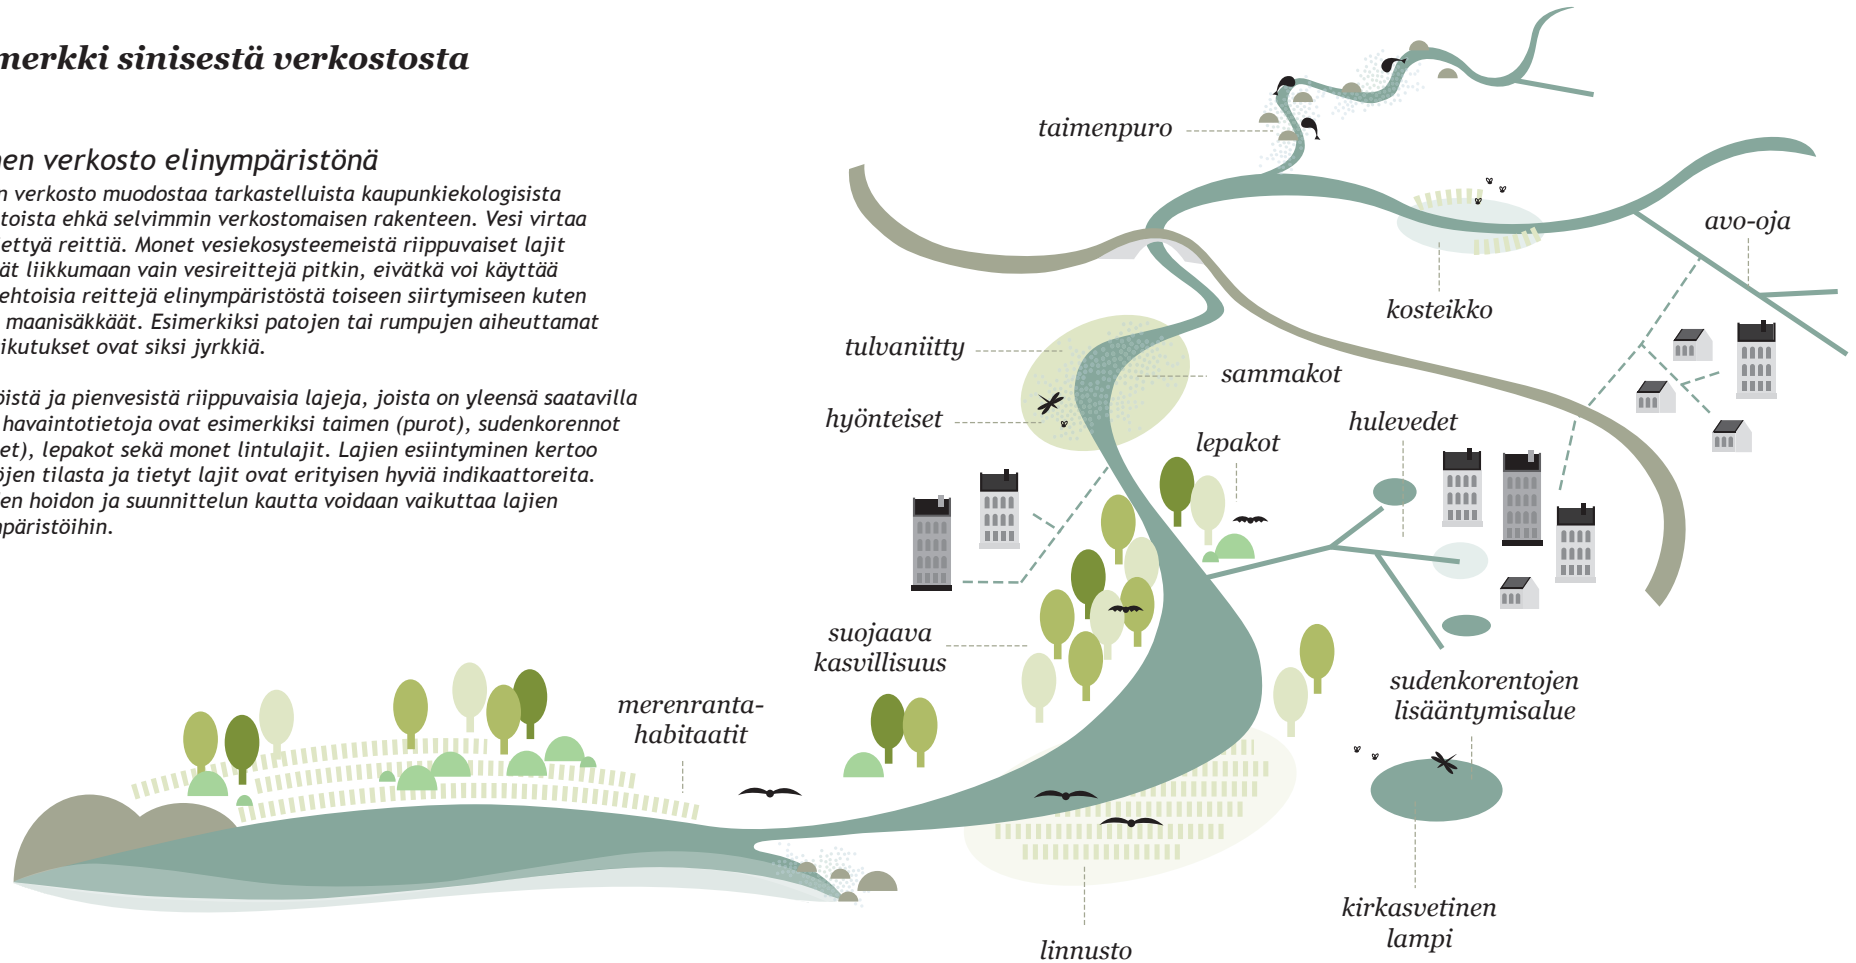 merkki sinisestä verkostosta
nen verkosto elinympäristönä
n verkosto muodostaa tarkastelluista kaupunkiekologisista
toista ehkä selvimmin verkostomaisen rakenteen. Vesi virtaa
ettyä reittiä. Monet vesiekosysteemeistä riippuvaiset lajit
ät liikkumaan vain vesireittejä pitkin, eivätkä voi käyttää
ehtoisia reittejä elinympäristöstä toiseen siirtymiseen kuten
maanisäkkäät. Esimerkiksi patojen tai rumpujen aiheuttamat
ikutukset ovat siksi jyrkkiä.
öistä ja pienvesistä riippuvaisia lajeja, joista on yleensä saatavilla
havaintotietoja ovat esimerkiksi taimen (purot), sudenkorennot
et), lepakot sekä monet lintulajit. Lajien esiintyminen kertoo
öjen tilasta ja tietyt lajit ovat erityisen hyviä indikaattoreita.
en hoidon ja suunnittelun kautta voidaan vaikuttaa lajien
mpäristöihin.
taimenpuro
avo-oja
kosteikko
tulvaniitty
sammakot
hyönteiset
lepakot
hulevedet
suojaava
kasvillisuus
merenranta-
habitaatit
sudenkorentojen
lisääntymisalue
kirkasvetinen
lampi
linnusto